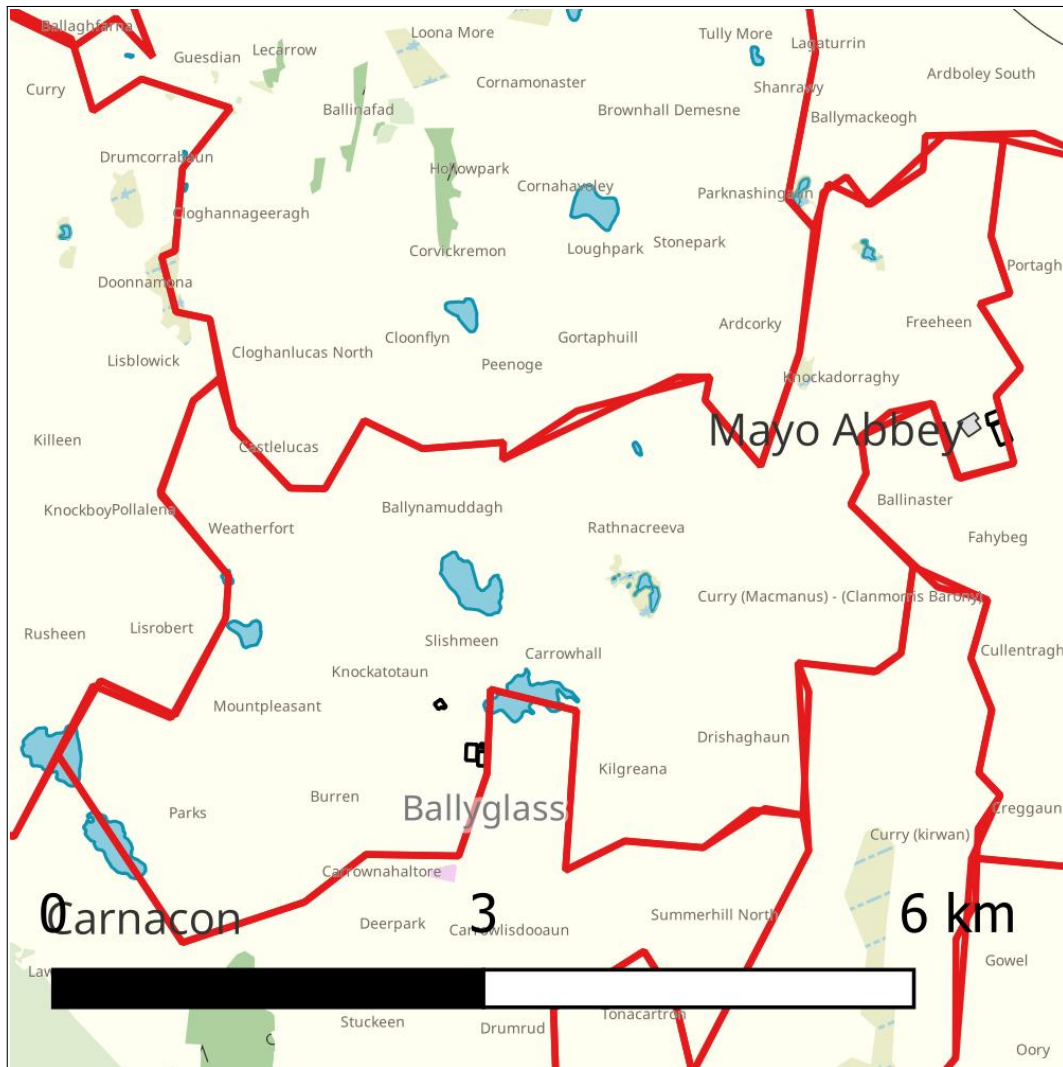 Ballaghfarna
Loona More
Tully More
Lagaturrin
Guesdian
Lecarrow
Curry
Cornamonaster
Shanrawy
Ardboley South
Ballinafad
Brownhall Demesne
Ballymackeogh
Drumcorrabaun
Hollowpark
Cornahavoley
Parknashingaun
Cloghannageeragh
Corvickremon
Loughpark
Stonepark
Portagh
Doonnamona
Cloonflyn
Gortaphuill
Ardcorky
Freeheen
Lisblowick
Cloghanlucas North
Peenoge
Knockadorraghy
Killeen
Castlelucas
Mayo Abbey
Knockboy
Pollalena
Weatherfort
Ballynamuddagh
Rathnacreeva
Ballinaster
Fahybeg
Curry (Macmanus) - (Clanmorris Barony)
Rusheen
Lisrobert
Slishmeen
Carrowhall
Cullentragh
Knockatotaun
Mountpleasant
Drishaghaun
Kilgreana
Parks
Burren
Ballyglass
Creggaun
Curry (kirwan)
Carrownahaltore
0
3
6 km
Carnacon
Deerpark
Carrowlisdooaun
Summerhill North
Gowel
Stuckeen
Drumrud
Tonacartron
Oory